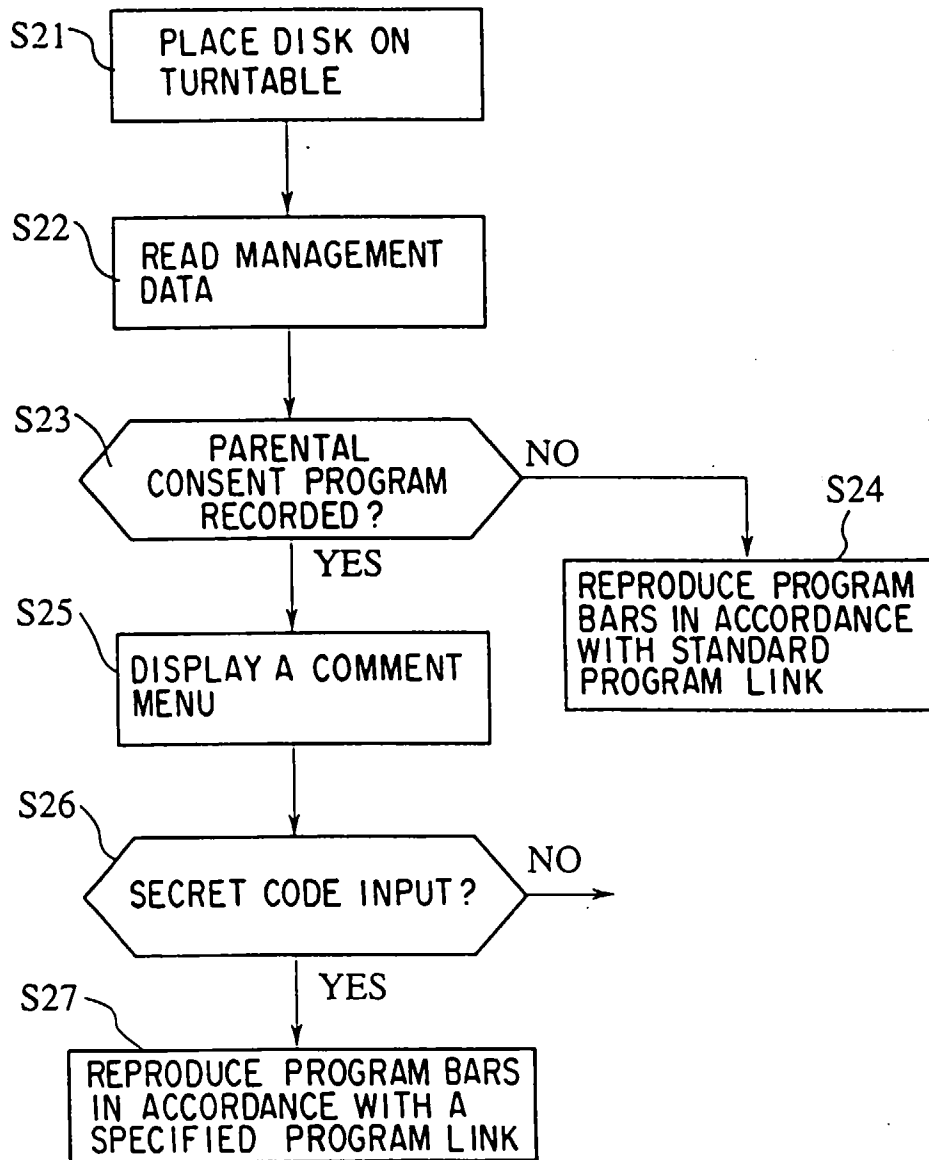 S21
PLACE DISK ON
TURNTABLE
S22
READ MANAGEMENT
DATA
S23
PARENTAL
CONSENT PROGRAM
RECORDED?
NO
YES
S24
REPRODUCE PROGRAM
BARS IN ACCORDANCE
WITH STANDARD
PROGRAM LINK
S25
DISPLAY A COMMENT
MENU
S26
SECRET CODE INPUT?
NO
YES
S27
REPRODUCE PROGRAM BARS
IN ACCORDANCE WITH A
SPECIFIED PROGRAM LINK